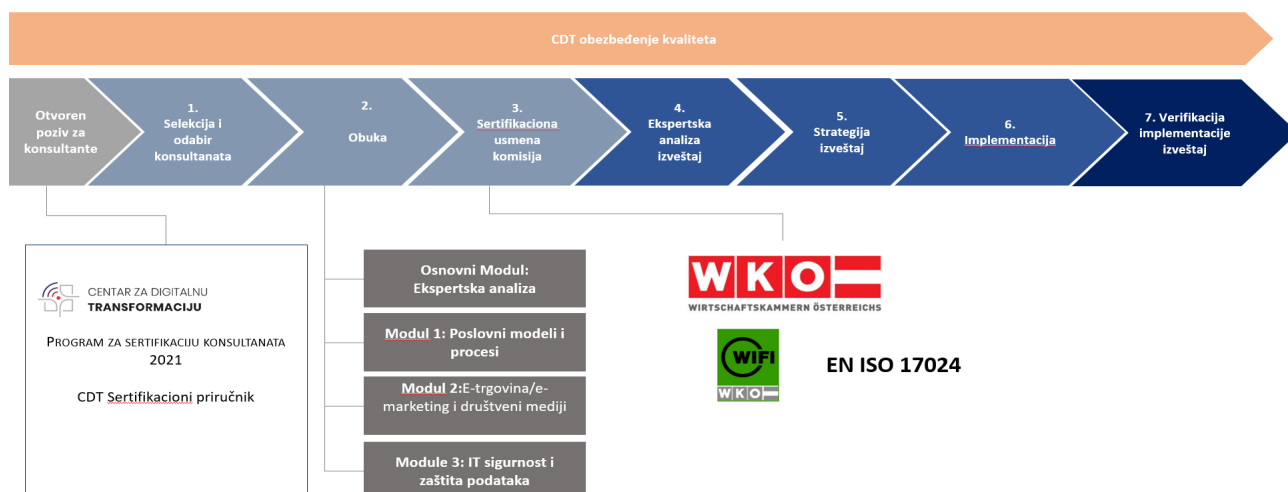 CDT obezbeđenje kvaliteta
Otvoren
poziv za
konsultante
1.
Selekcija i
odabir
konsultanata
2.
Obuka
3.
Sertifikaciona
usmena
komisija
4.
Ekspertska
analiza
izveštaj
5.
Strategija
izveštaj
6.
Implementacija
7. Verifikacija
implementacije
izveštaj
CENTAR ZA DIGITALNU
TRANSFORMACIJU
PROGRAM ZA SERTIFIKACIJU KONSULTANATA
2021
CDT Sertifikacioni priručnik
Osnovni Modul:
Ekspertska analiza
Modul 1: Poslovni modeli i
procesi
Modul 2:E-trgovina/e-
marketing i društveni mediji
Module 3: IT sigurnost i
zaštita podataka
WKO
WIRTSCHAFTSKAMMERN ÖSTERREICHS
WIFI
WKO
EN ISO 17024